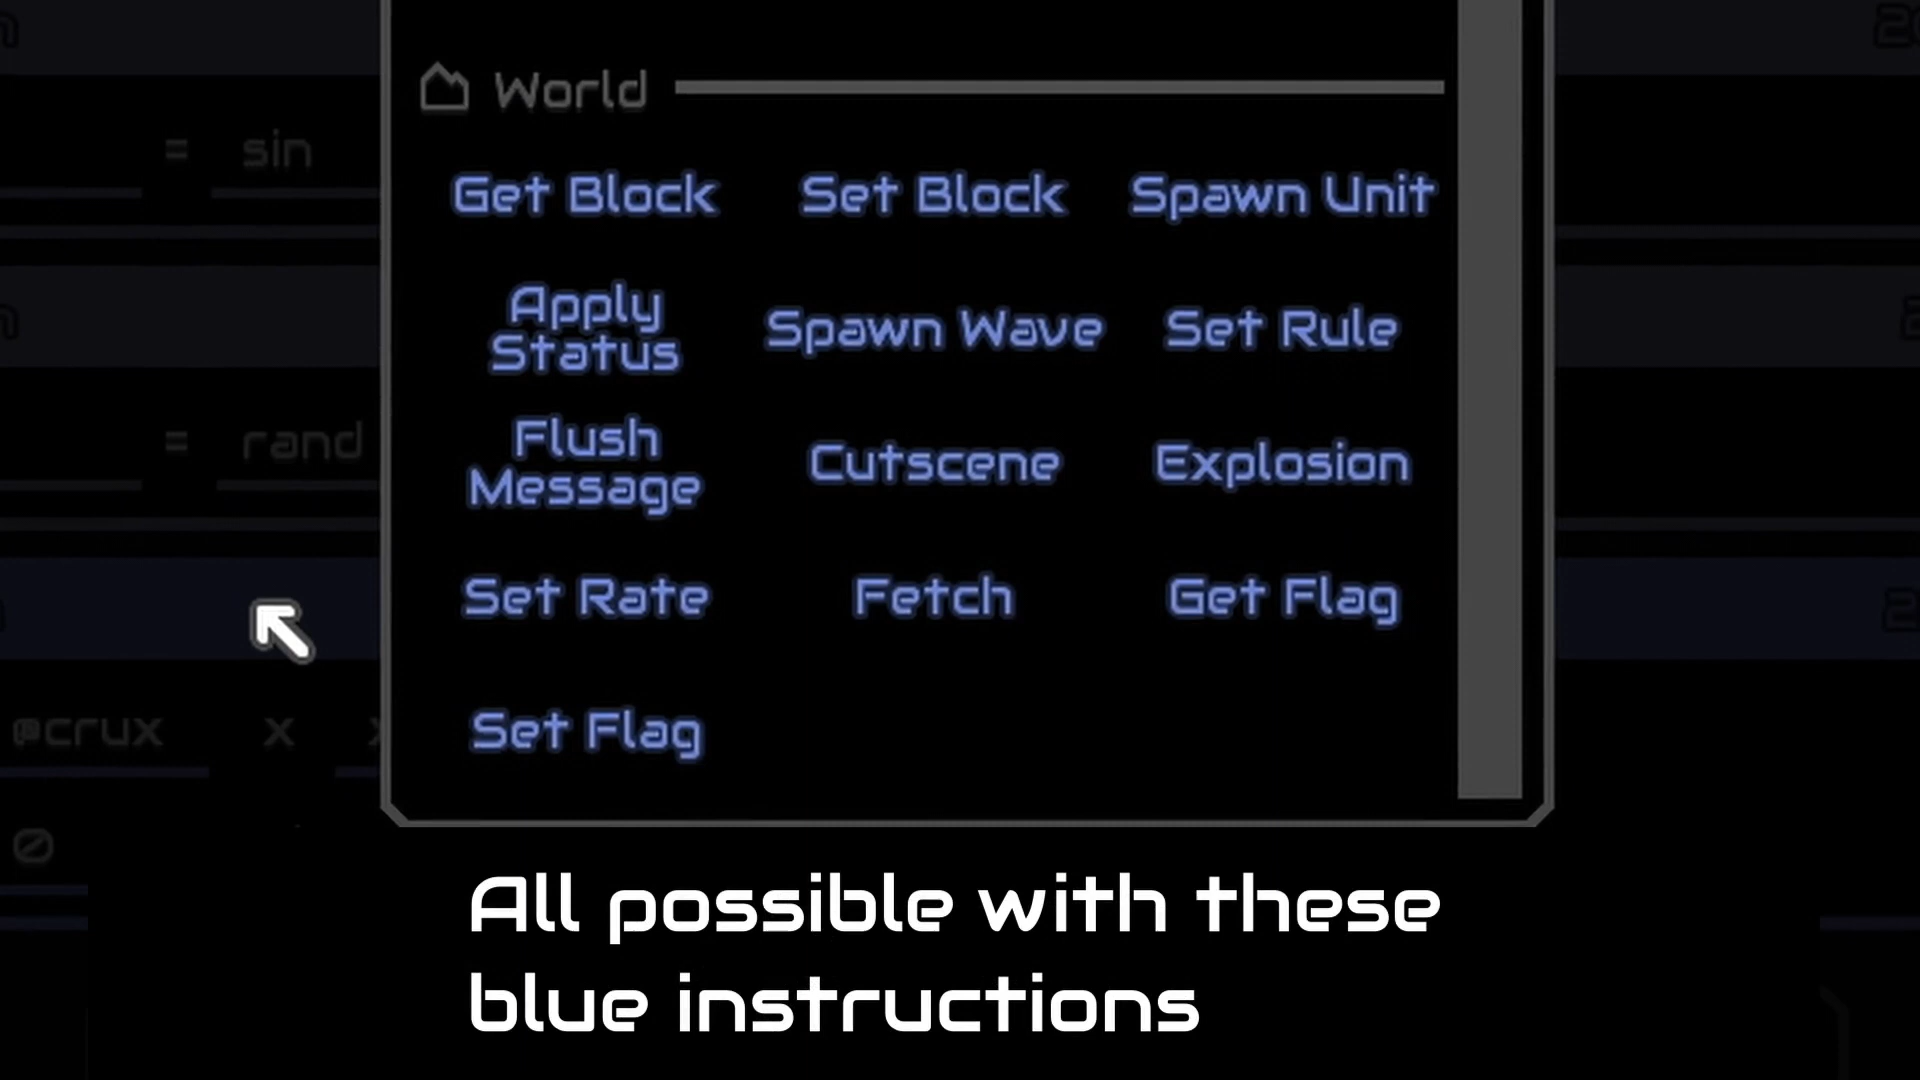 World
Get Block Set Block Spawn Unit
Apply
Status
Spawn Wave Set Rule
Flush
Message
Cutscene Explosion
Set Rate Fetch Get Flag
Set Flag
= sin
= rand
@crux x
0
All possible with these
blue instructions